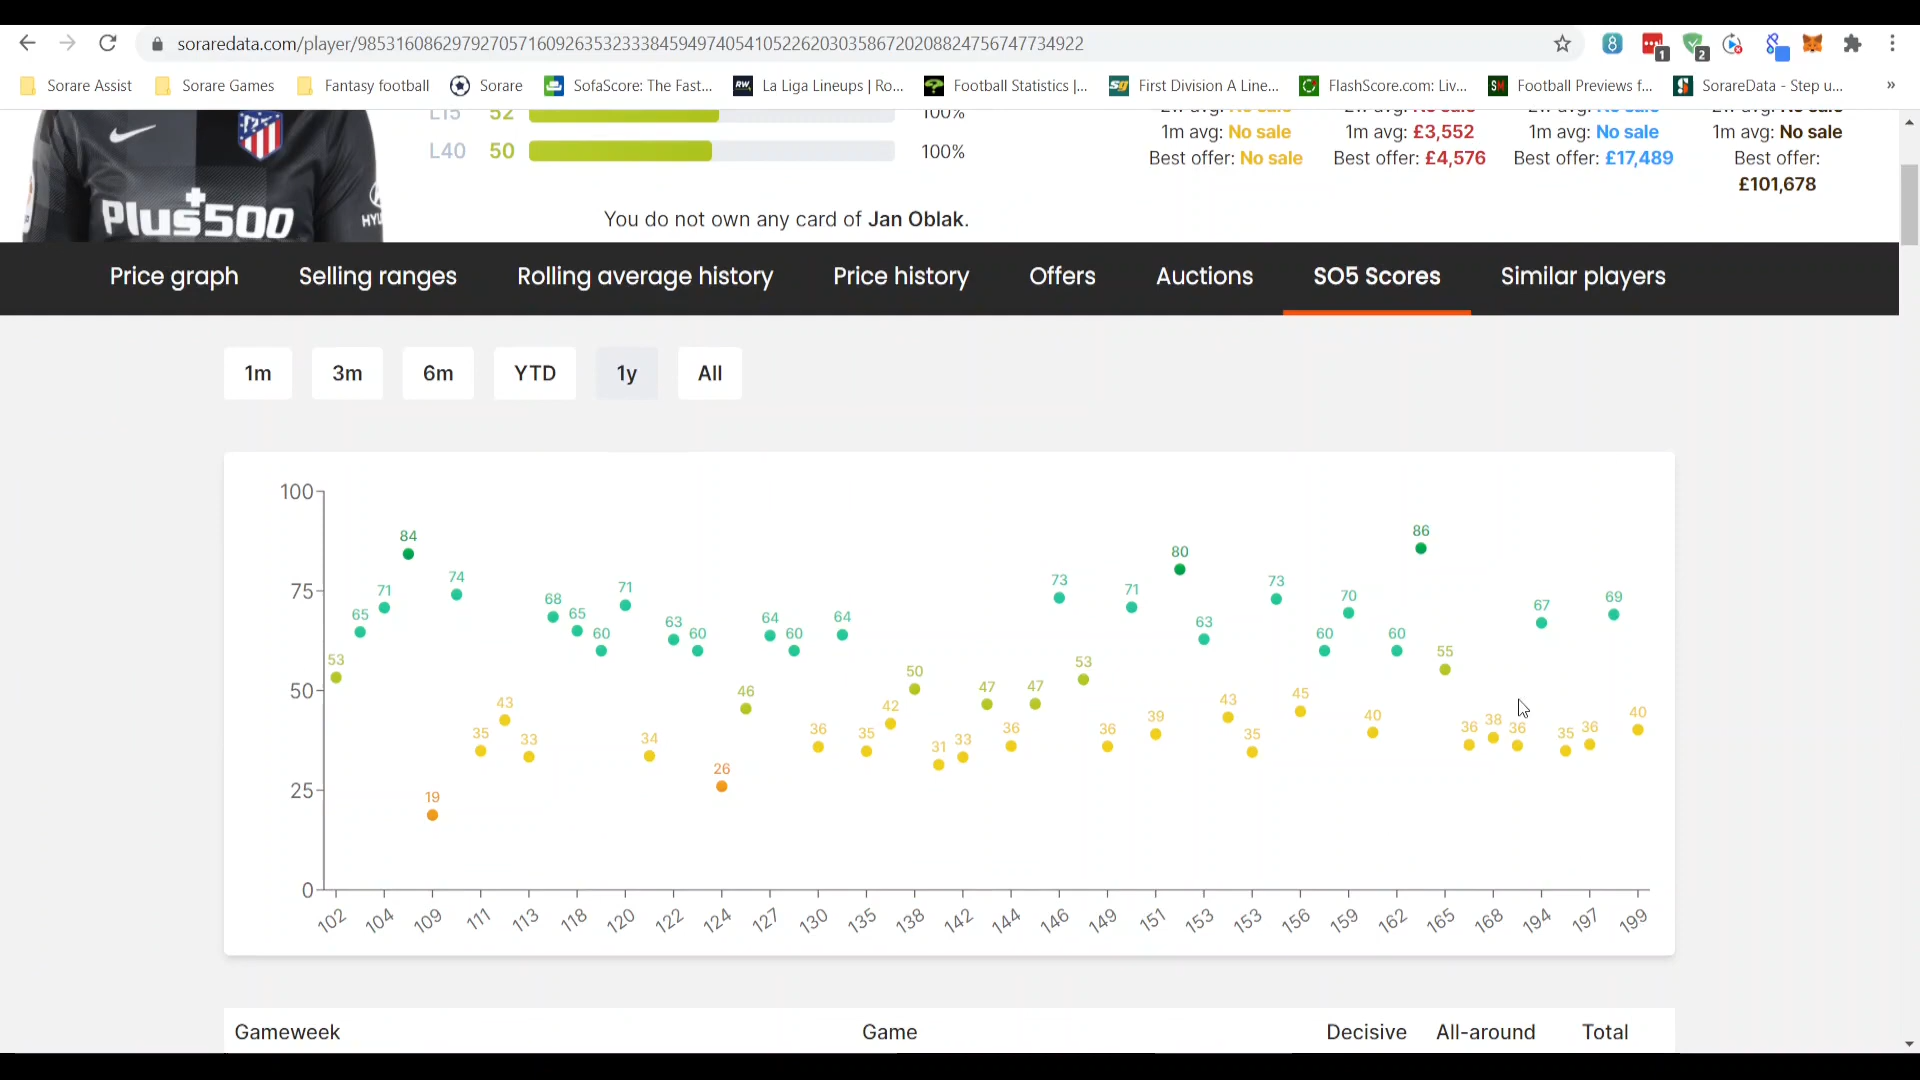 soraredata.com/player/98531608629792705716092635323338459497405410522620303586720208824756747734922
8
1
2
Sorare Assist
Sorare Games
Fantasy football
Sorare
SofaScore: The Fast...
RW
La Liga Lineups | Ro...
Football Statistics |...
sg
First Division A Line...
FlashScore.com: Liv...
SM
Football Previews f...
SorareData - Step u...
»
L15 52 100%
L40 50 100%
1m avg: No sale
Best offer: No sale
1m avg: £3,552
Best offer: £4,576
1m avg: No sale
Best offer: £17,489
1m avg: No sale
Best offer:
£101,678
Plus500
HYU
You do not own any card of Jan Oblak.
Price graph
Selling ranges
Rolling average history
Price history
Offers
Auctions
SO5 Scores
Similar players
1m
3m
6m
YTD
1y
All
100
75
50
25
0
53
65
71
84
19
74
35
43
33
68
65
60
71
34
63
60
26
46
64
60
36
64
35
42
50
31
33
47
36
47
73
53
36
71
39
80
63
43
35
73
45
60
70
40
60
86
55
36
38
36
67
35
36
69
40
102
104
109
111
113
118
120
122
124
127
130
135
138
142
144
146
149
151
153
153
156
159
162
165
168
194
197
199
Gameweek
Game
Decisive
All-around
Total